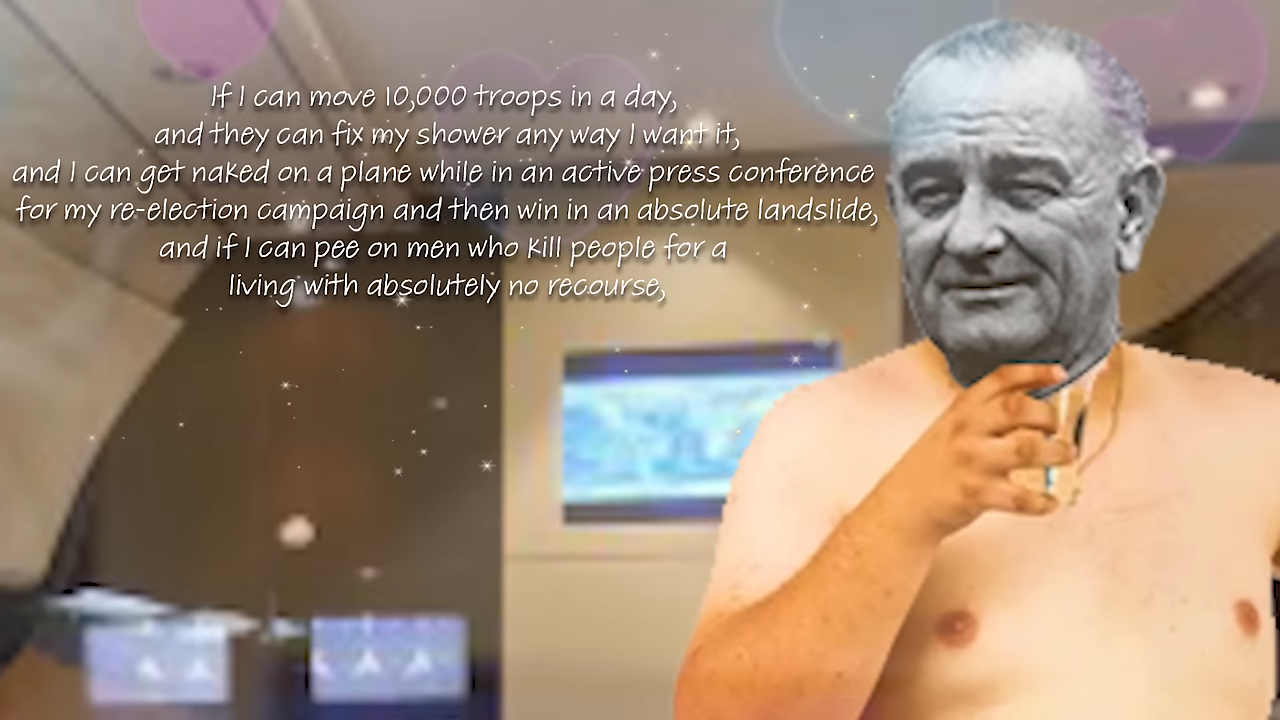 If I can move 10,000 troops in a day,
and they can fix my shower any way I want it,
and I can get naked on a plane while in an active press conference
for my re-election campaign and then win in an absolute landslide,
and if I can pee on men who kill people for a
living with absolutely no recourse,